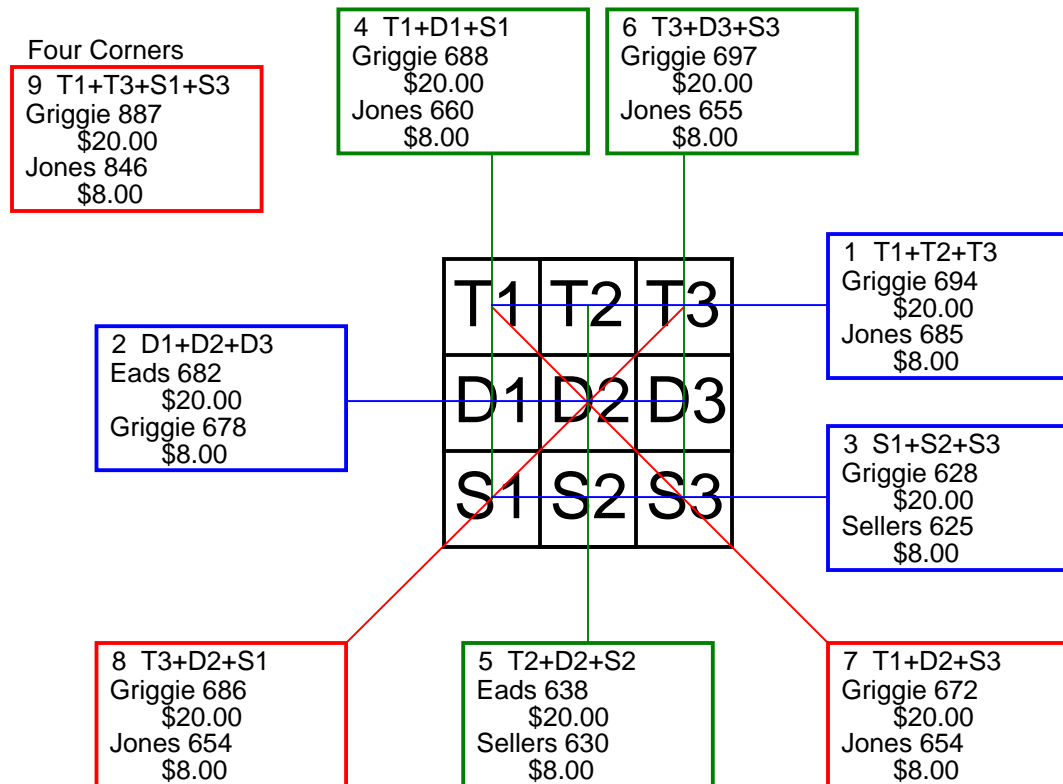 4 T1+D1+S1
Griggie 688
$20.00
Jones 660
$8.00
6 T3+D3+S3
Griggie 697
$20.00
Jones 655
$8.00
Four Corners
9 T1+T3+S1+S3
Griggie 887
$20.00
Jones 846
$8.00
1 T1+T2+T3
Griggie 694
$20.00
Jones 685
$8.00
T1 T2 T3
D1 D2 D3
S1 S2 S3
2 D1+D2+D3
Eads 682
$20.00
Griggie 678
$8.00
3 S1+S2+S3
Griggie 628
$20.00
Sellers 625
$8.00
8 T3+D2+S1
Griggie 686
$20.00
Jones 654
$8.00
5 T2+D2+S2
Eads 638
$20.00
Sellers 630
$8.00
7 T1+D2+S3
Griggie 672
$20.00
Jones 654
$8.00